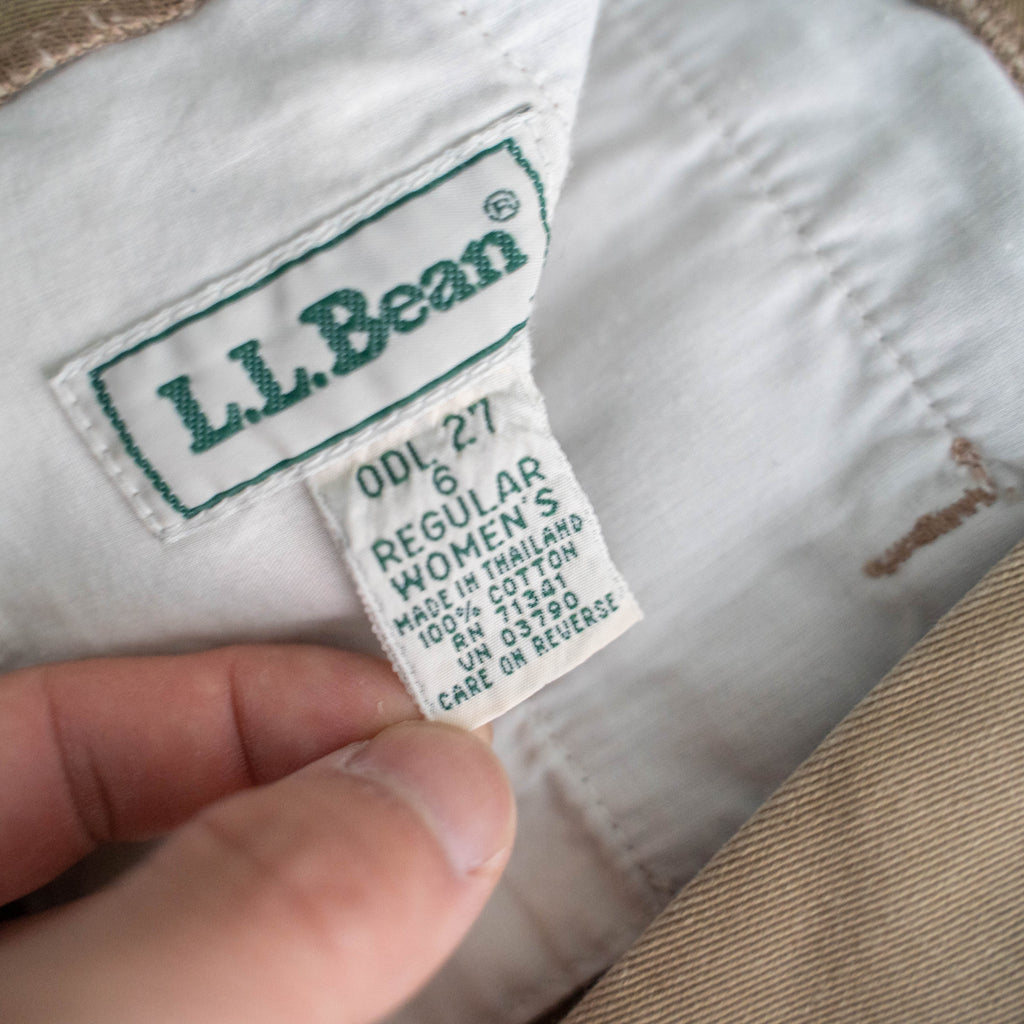 L.L.Bean®
ODL 27
6
REGULAR
WOMEN'S
MADE IN THAILAND
100% COTTON
RN 71341
VN 03790
CARE ON REVERSE